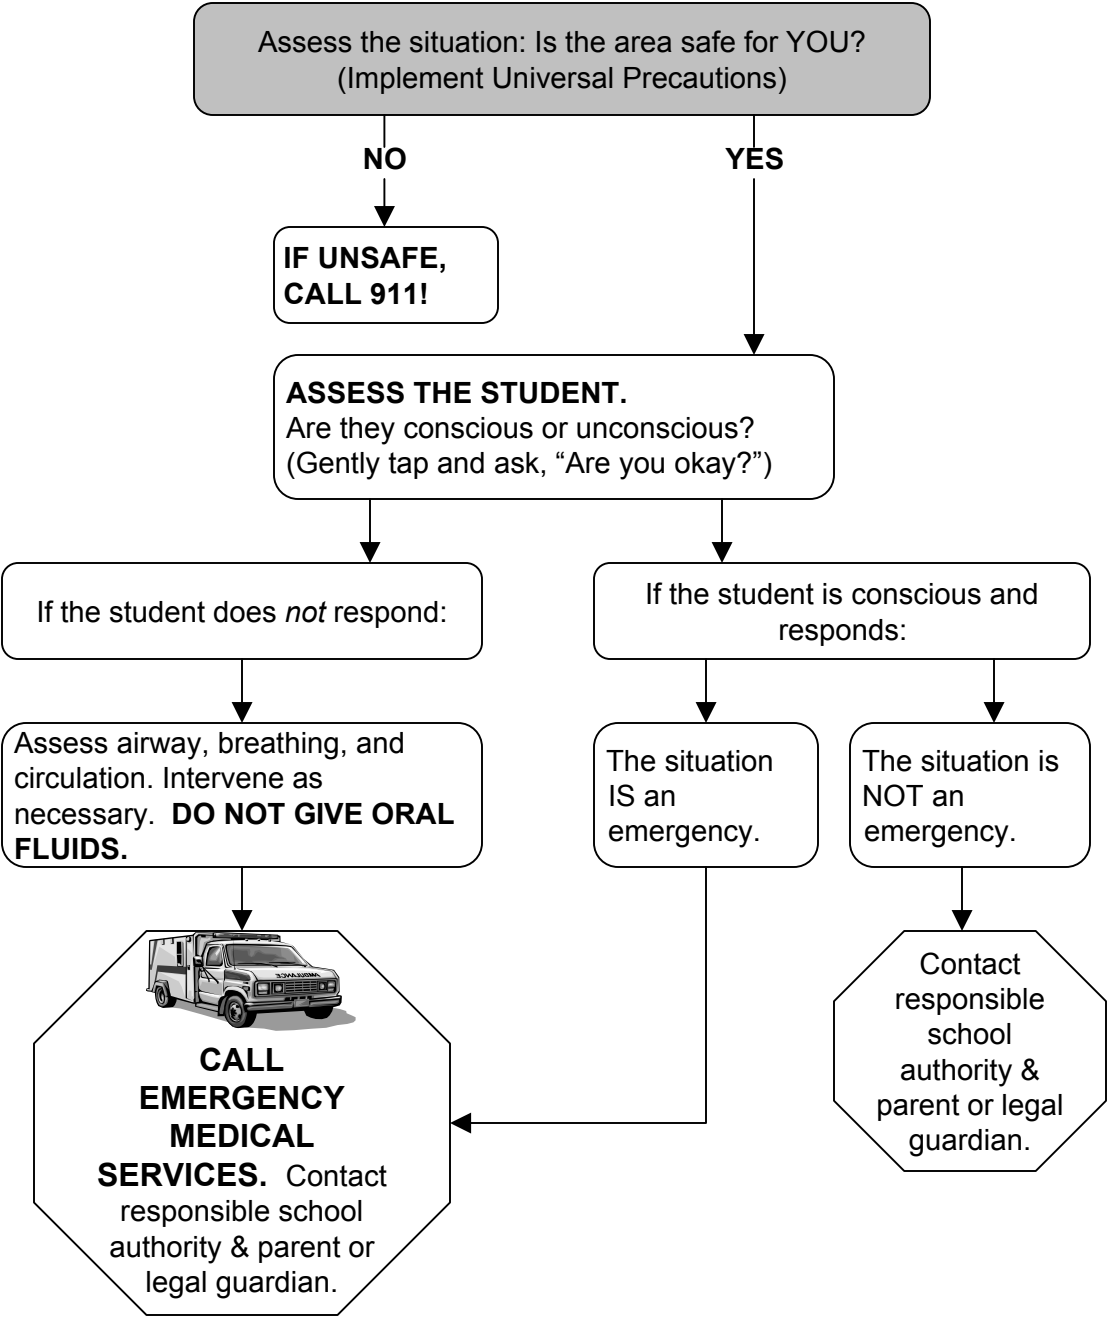 Assess the situation: Is the area safe for YOU?
(Implement Universal Precautions)
NO
YES
IF UNSAFE,
CALL 911!
ASSESS THE STUDENT.
Are they conscious or unconscious?
(Gently tap and ask, “Are you okay?”)
If the student does not respond:
If the student is conscious and
responds:
Assess airway, breathing, and
circulation. Intervene as
necessary.  DO NOT GIVE ORAL
FLUIDS.
The situation
IS an
emergency.
The situation is
NOT an
emergency.
AMBULANCE
CALL
EMERGENCY
MEDICAL
SERVICES.  Contact
responsible school
authority & parent or
legal guardian.
Contact
responsible
school
authority &
parent or legal
guardian.